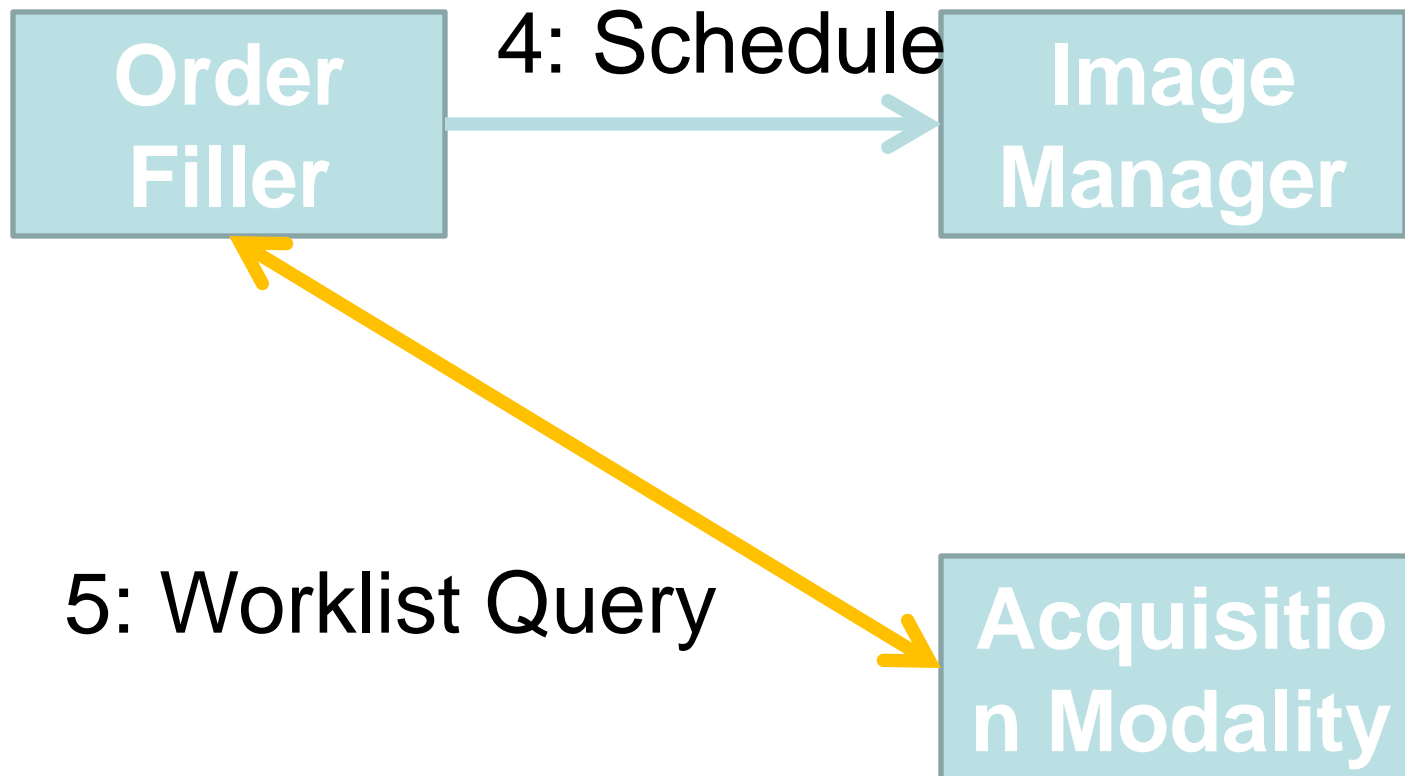 Order
Filler
4: Schedule
Image
Manager
5: Worklist Query
Acquisitio
n Modality